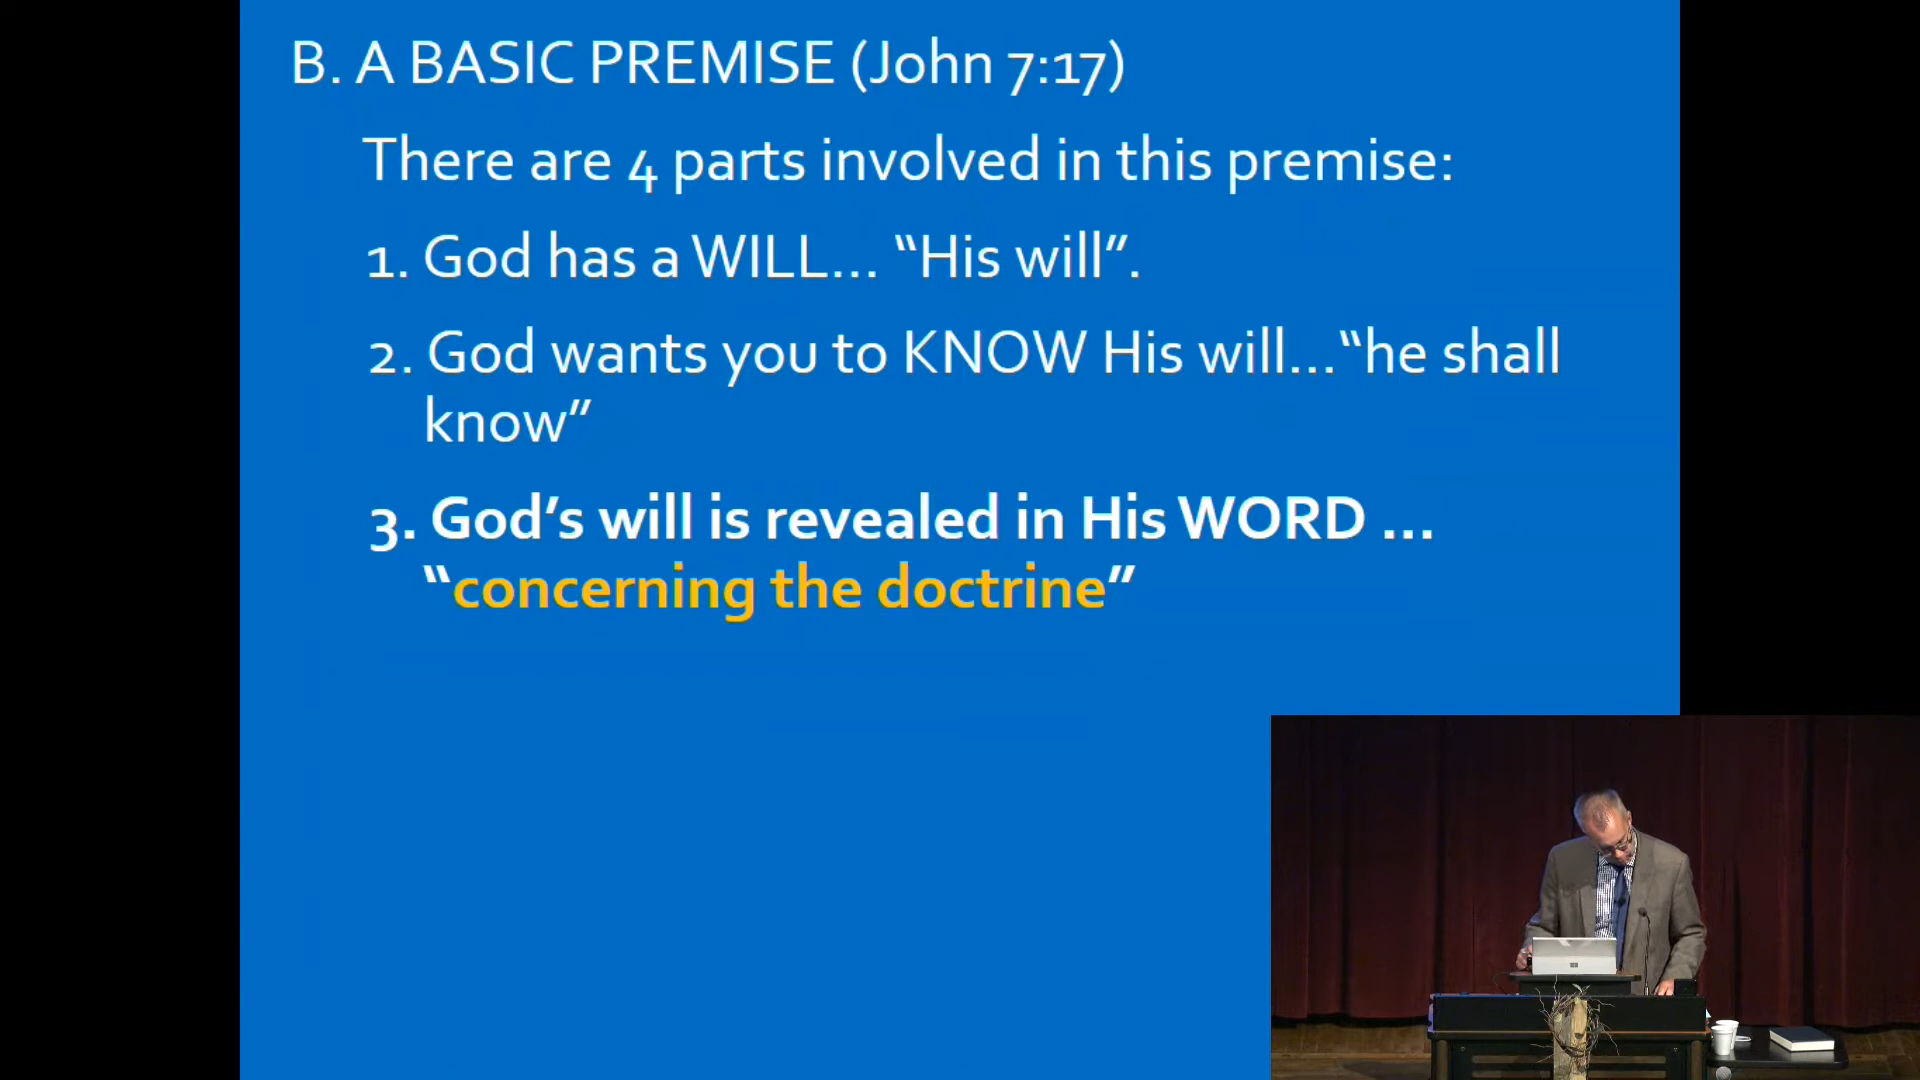 B. A BASIC PREMISE (John 7:17)
There are 4 parts involved in this premise:
1. God has a WILL... “His will”.
2. God wants you to KNOW His will...“he shall
know”
3. God’s will is revealed in His WORD ...
“concerning the doctrine”